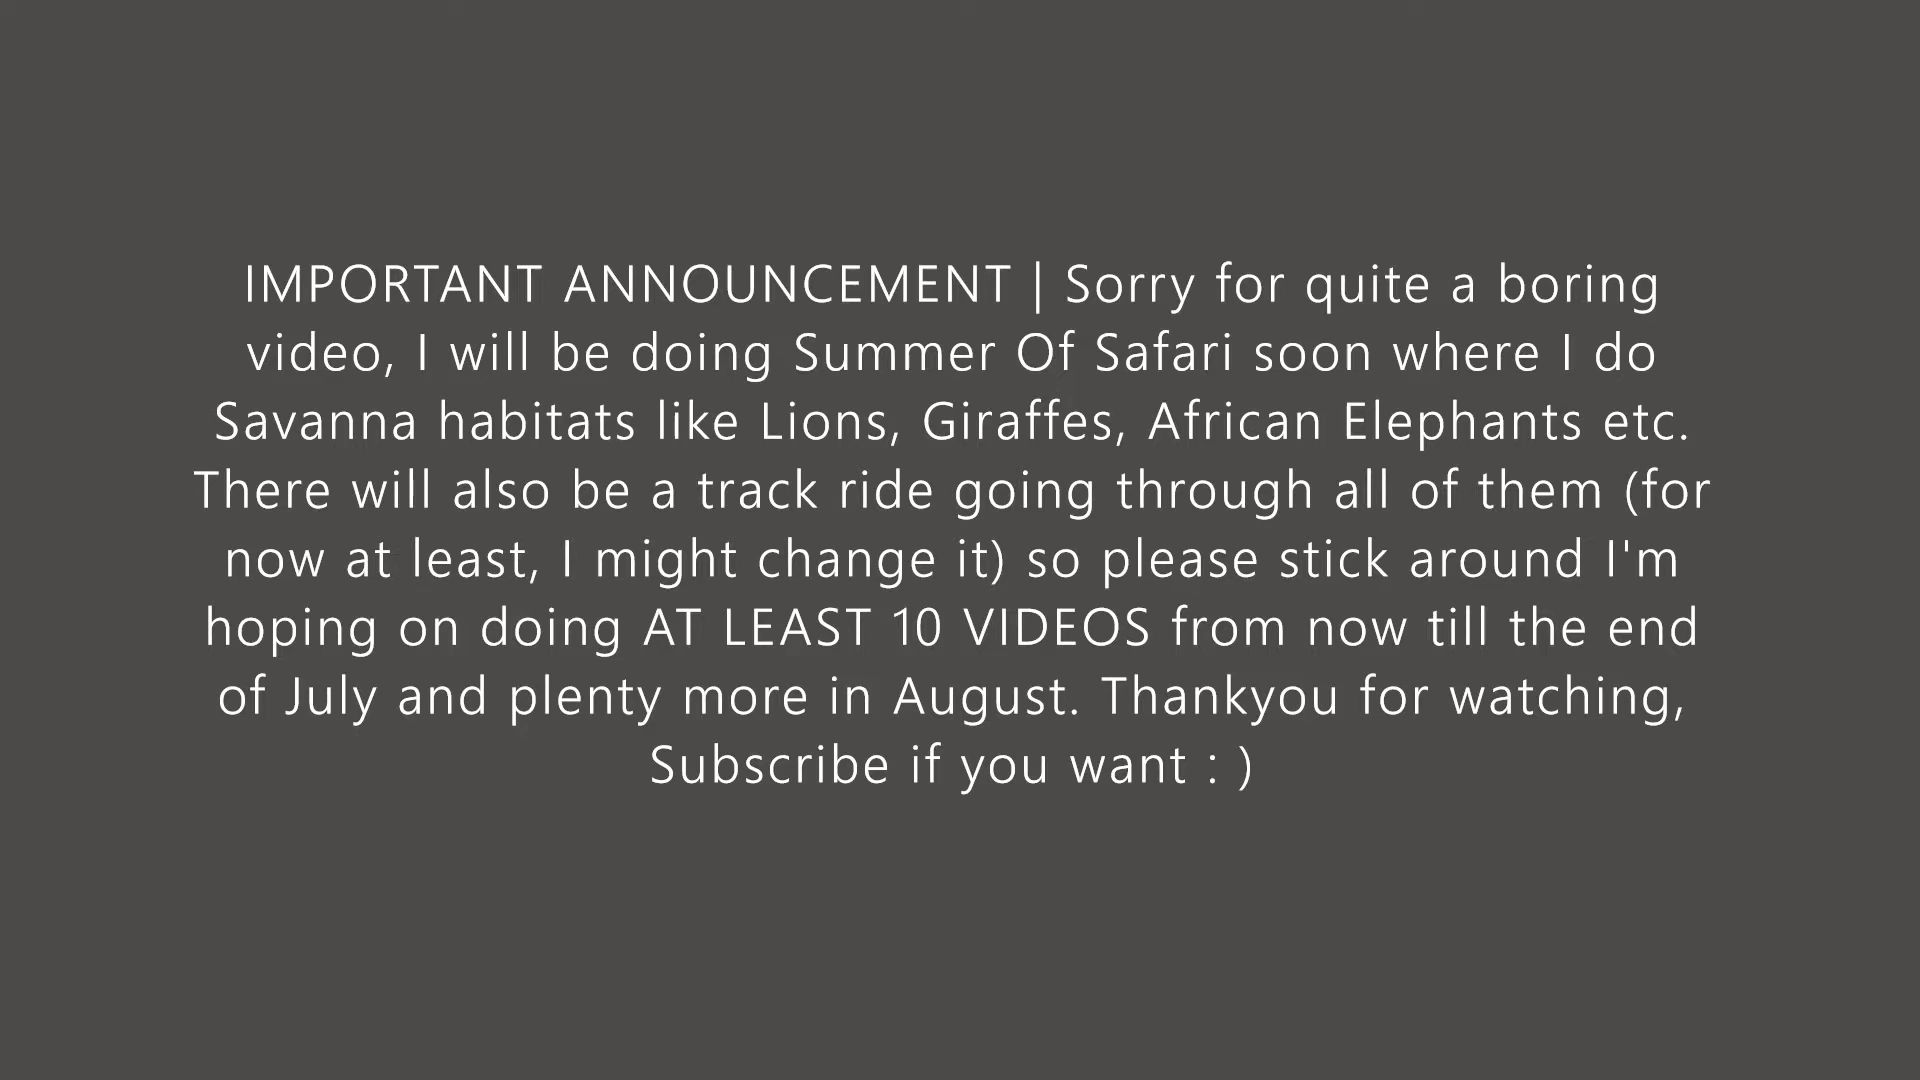 IMPORTANT ANNOUNCEMENT | Sorry for quite a boring
video, I will be doing Summer Of Safari soon where I do
Savanna habitats like Lions, Giraffes, African Elephants etc.
There will also be a track ride going through all of them (for
now at least, I might change it) so please stick around I'm
hoping on doing AT LEAST 10 VIDEOS from now till the end
of July and plenty more in August. Thankyou for watching,
Subscribe if you want : )